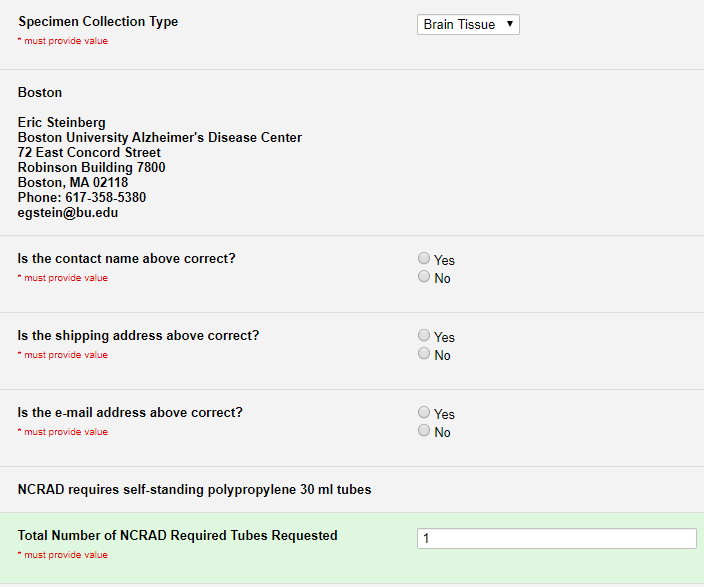 Specimen Collection Type
* must provide value
Brain Tissue
Boston
Eric Steinberg
Boston University Alzheimer's Disease Center
72 East Concord Street
Robinson Building 7800
Boston, MA 02118
Phone: 617-358-5380
egstein@bu.edu
Is the contact name above correct?
* must provide value
Yes
No
Is the shipping address above correct?
* must provide value
Yes
No
Is the e-mail address above correct?
* must provide value
Yes
No
NCRAD requires self-standing polypropylene 30 ml tubes
Total Number of NCRAD Required Tubes Requested
* must provide value
1